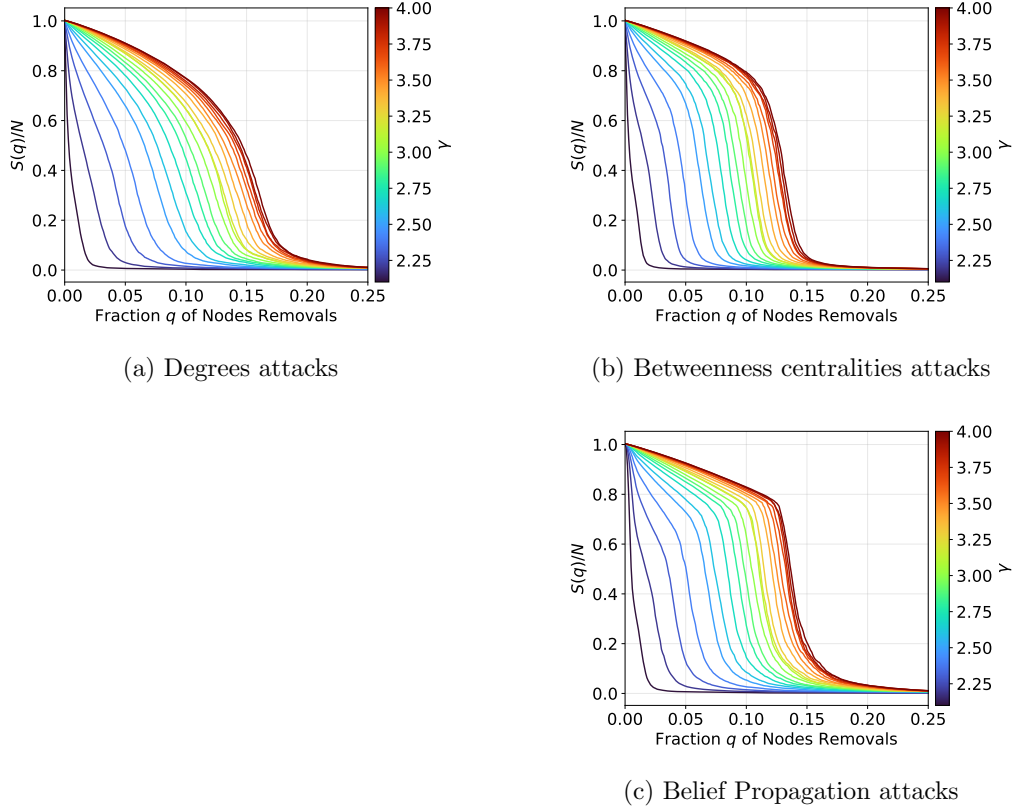 1.0
0.8
0.6
0.4
0.2
0.0
S(q)/N
0.00 0.05 0.10 0.15 0.20 0.25
Fraction q of Nodes Removals
4.00
3.75
3.50
3.25
3.00
2.75
2.50
2.25
γ
(a) Degrees attacks
1.0
0.8
0.6
0.4
0.2
0.0
S(q)/N
0.00 0.05 0.10 0.15 0.20 0.25
Fraction q of Nodes Removals
4.00
3.75
3.50
3.25
3.00
2.75
2.50
2.25
γ
(b) Betweenness centralities attacks
1.0
0.8
0.6
0.4
0.2
0.0
S(q)/N
0.00 0.05 0.10 0.15 0.20 0.25
Fraction q of Nodes Removals
4.00
3.75
3.50
3.25
3.00
2.75
2.50
2.25
γ
(c) Belief Propagation attacks